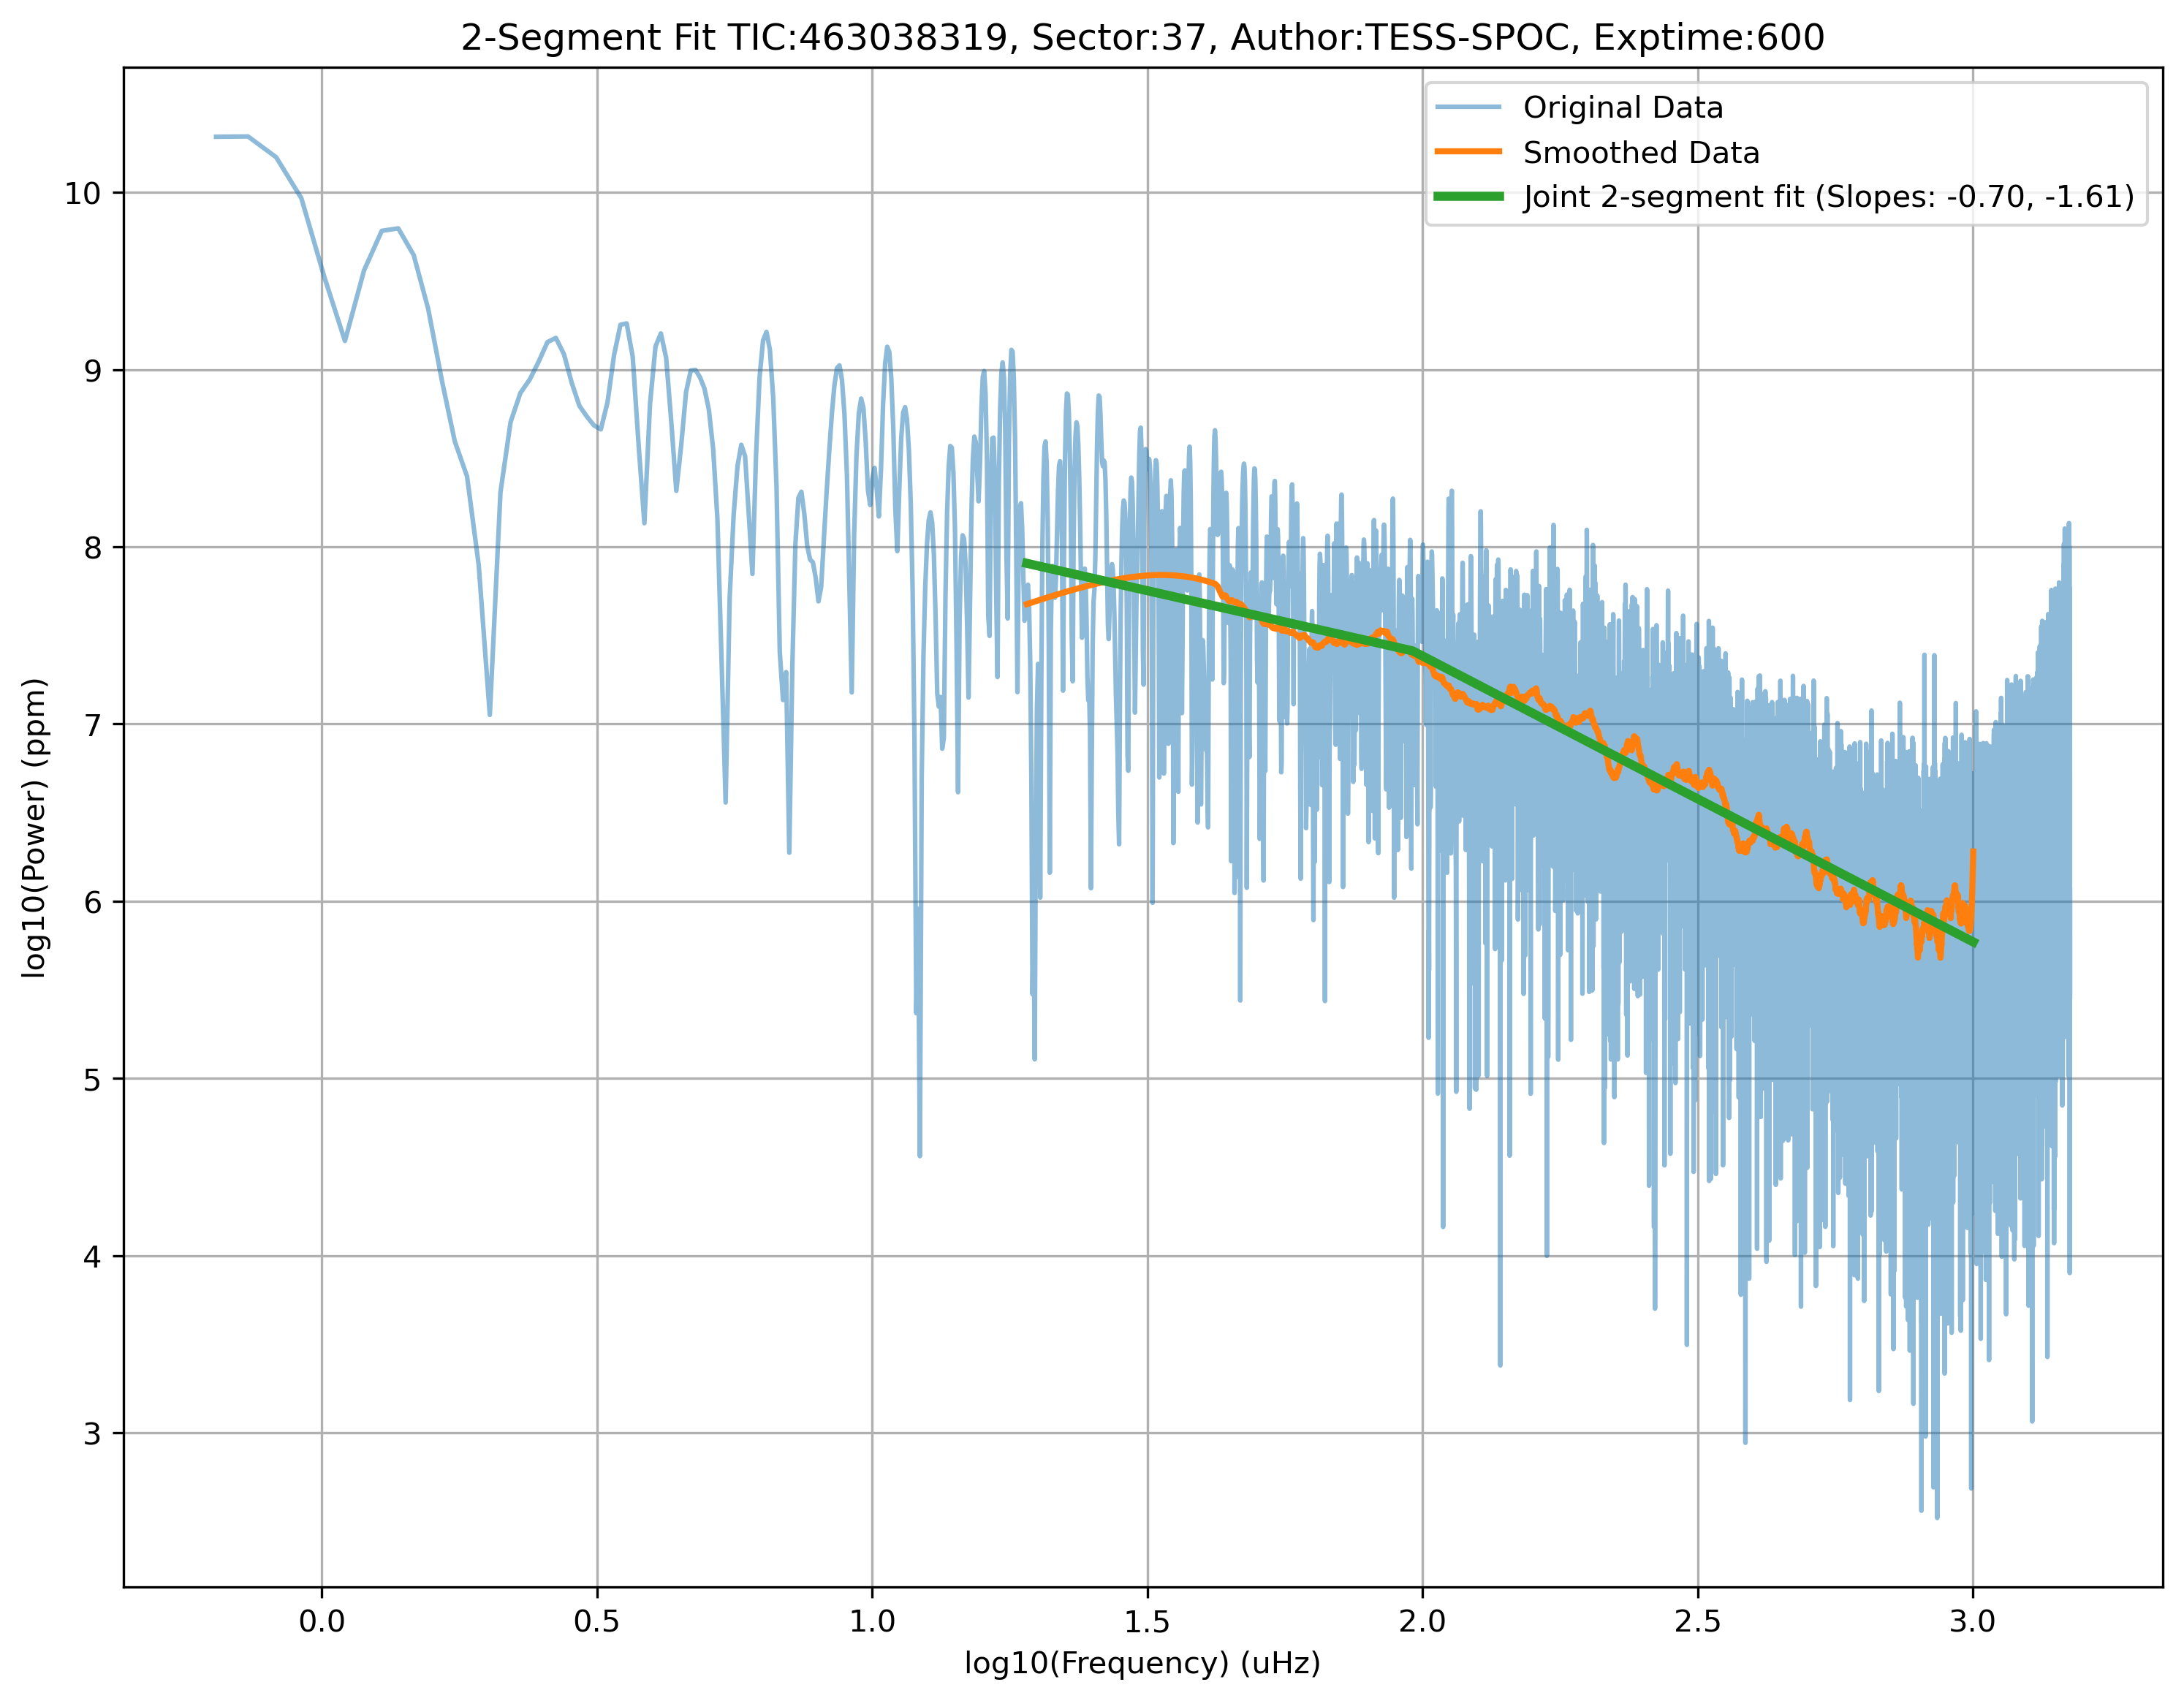 2-Segment Fit TIC:463038319, Sector:37, Author:TESS-SPOC, Exptime:600
Original Data
Smoothed Data
Joint 2-segment fit (Slopes: -0.70, -1.61)
log10(Power) (ppm)
10
9
8
7
6
5
4
3
0.0 0.5 1.0 1.5 2.0 2.5 3.0
log10(Frequency) (uHz)